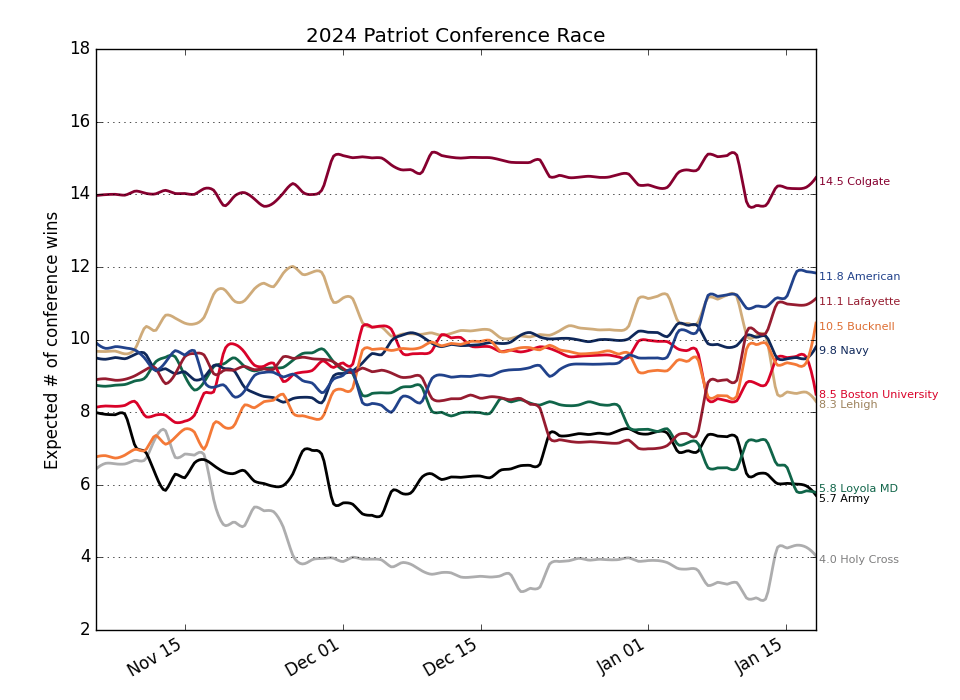 2024 Patriot Conference Race
Expected # of conference wins
18
16
14
12
10
8
6
4
2
14.5 Colgate
11.8 American
11.1 Lafayette
10.5 Bucknell
9.8 Navy
8.5 Boston University
8.3 Lehigh
5.8 Loyola MD
5.7 Army
4.0 Holy Cross
Nov 15
Dec 01
Dec 15
Jan 01
Jan 15